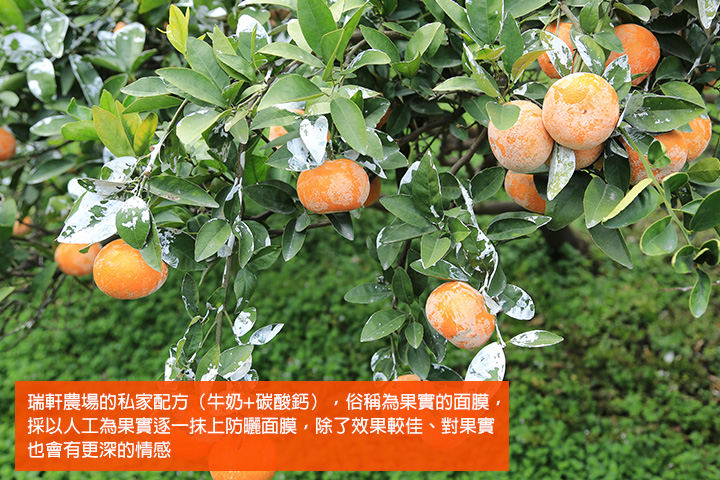 瑞軒農場的私家配方（牛奶+碳酸鈣），俗稱為果實的面膜，
採以人工為果實逐一抹上防曬面膜，除了效果較佳、對果實
也會有更深的情感